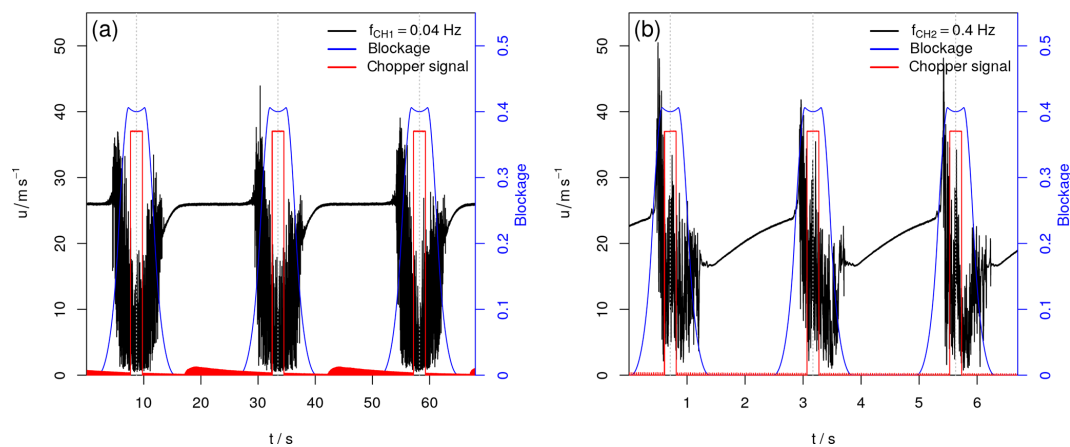 (a)
f_CH1 = 0.04 Hz
Blockage
Chopper signal
u / m s⁻¹
0 10 20 30 40 50
0 0.1 0.2 0.3 0.4 0.5
Blockage
10 20 30 40 50 60
t / s
(b)
f_CH2 = 0.4 Hz
Blockage
Chopper signal
u / m s⁻¹
0 10 20 30 40 50
0 0.1 0.2 0.3 0.4 0.5
Blockage
1 2 3 4 5 6
t / s